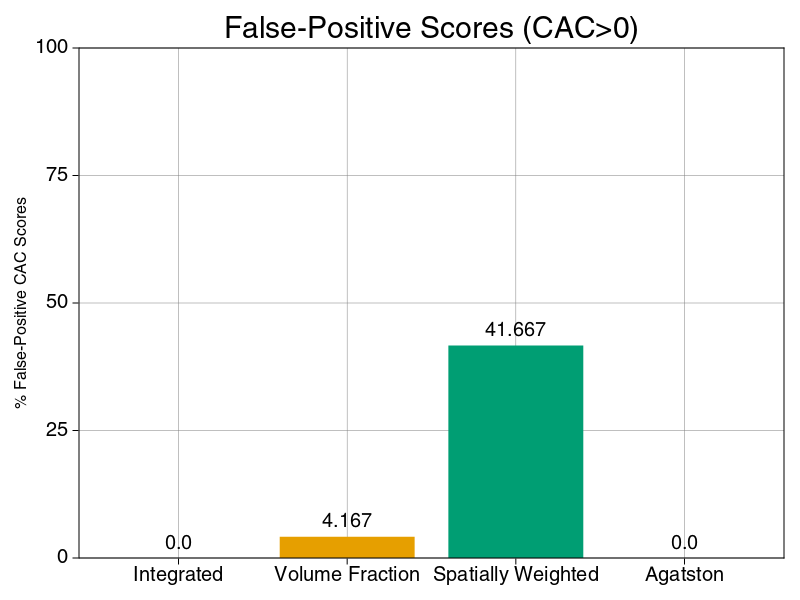 False-Positive Scores (CAC>0)
% False-Positive CAC Scores
100
75
50
25
0
0.0
4.167
41.667
0.0
Integrated
Volume Fraction
Spatially Weighted
Agatston